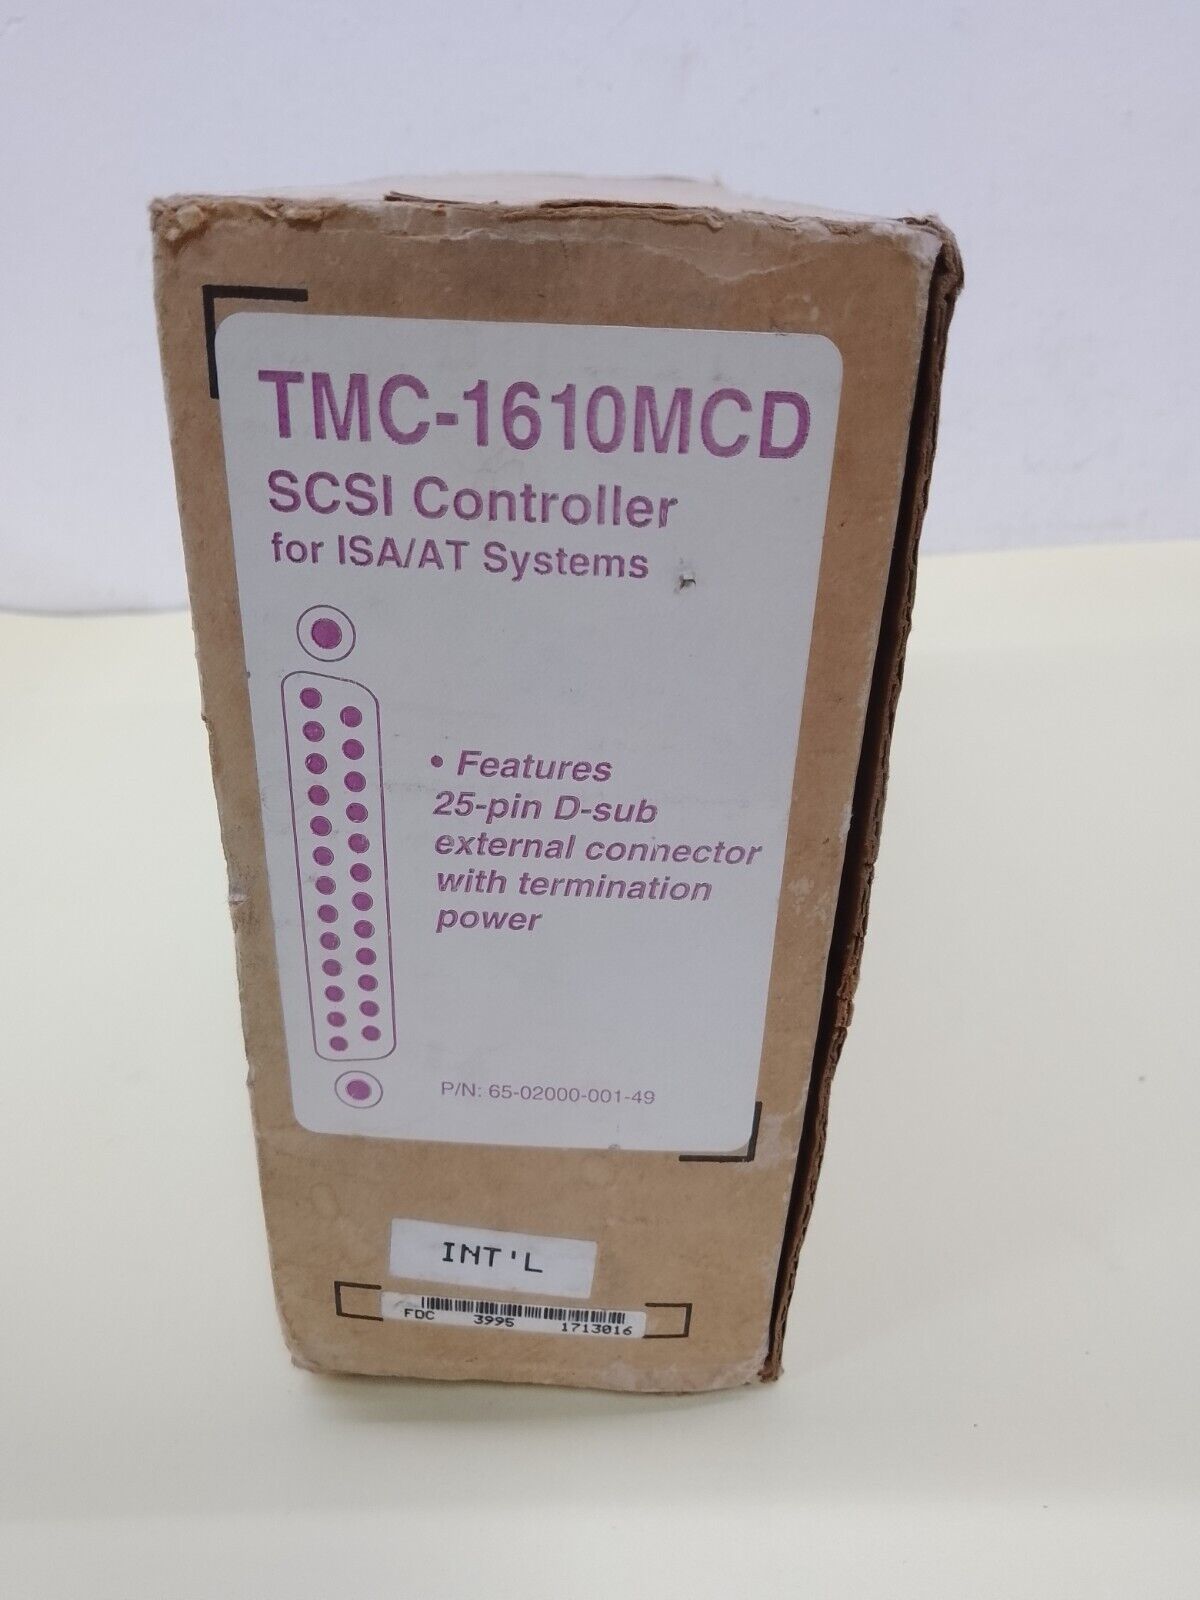 TMC-1610MCD
SCSI Controller
for ISA/AT Systems
• Features
25-pin D-sub
external connector
with termination
power
P/N: 65-02000-001-49
INT'L
FDC 3995 1713016